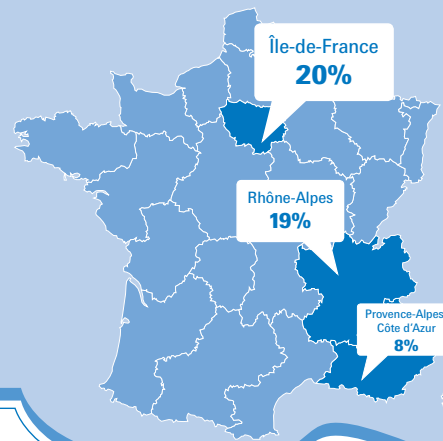 Île-de-France
20%
Rhône-Alpes
19%
Provence-Alpes
Côte d'Azur
8%